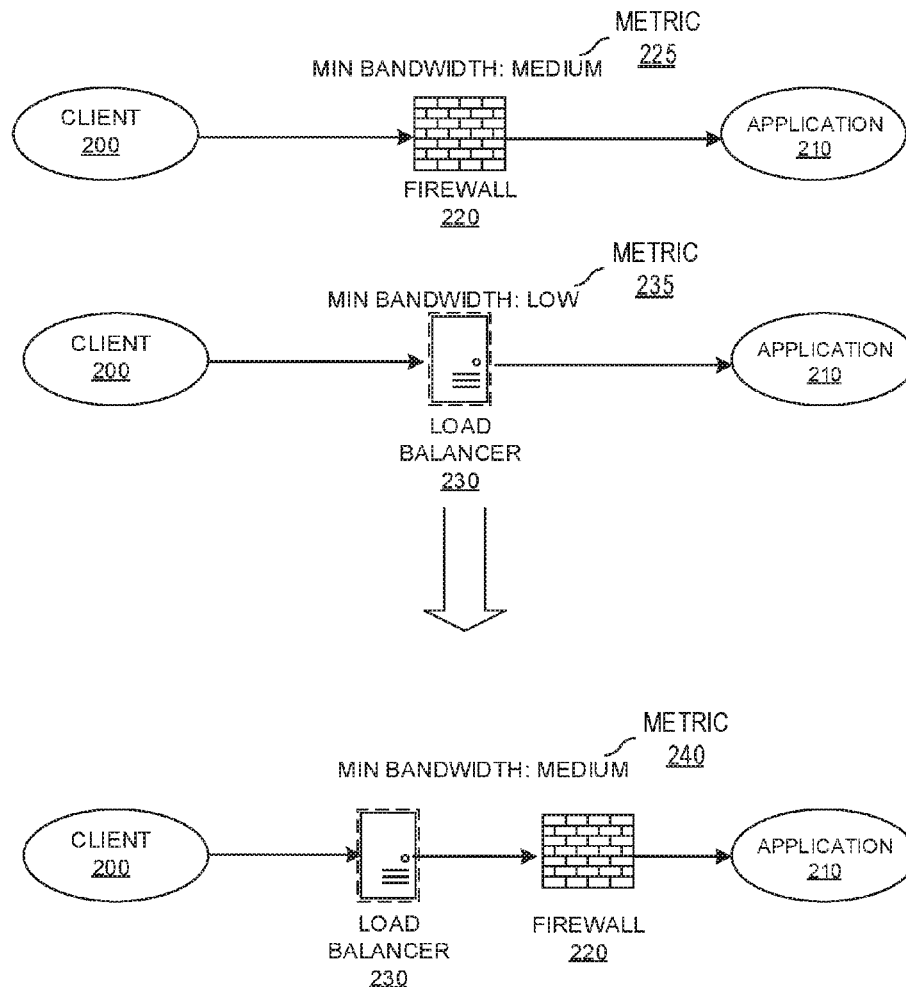 METRIC
225
MIN BANDWIDTH: MEDIUM
CLIENT
200
APPLICATION
210
FIREWALL
220
METRIC
235
MIN BANDWIDTH: LOW
CLIENT
200
APPLICATION
210
LOAD
BALANCER
230
METRIC
240
MIN BANDWIDTH: MEDIUM
CLIENT
200
APPLICATION
210
LOAD
BALANCER
230
FIREWALL
220